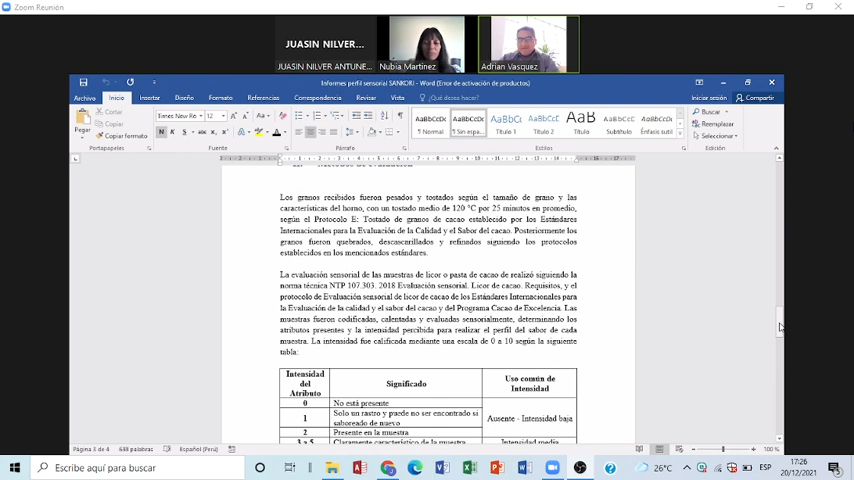 Zoom Reunión
JUASIN NILVER...
JUASIN NILVER ANTUNE...
Nubia Martinez
Adrian Vasquez
Informes perfil sensorial SANKORI - Word (Error de activación de productos)
Archivo Inicio Insertar Diseño Formato Referencias Correspondencia Revisar Vista ¿Qué desea hacer? Iniciar sesión Compartir
Cortar
Copiar
Copiar formato
Pegar
Portapapeles
Times New Ro 12
Fuente
Párrafo
AaBbCcDc AaBbCcDc AaBbCc AaBbCcD AaB AaBbCcD AaBbCcDc
¶ Normal ¶ Sin espa... Título 1 Título 2 Título Subtítulo Énfasis sutil
Estilos
Buscar
Reemplazar
Seleccionar
Edición
Los granos recibidos fueron pesados y tostados según el tamaño de grano y las
características del horno, con un tostado medio de 120 °C por 25 minutos en promedio,
según el Protocolo E: Tostado de granos de cacao establecido por los Estándares
Internacionales para la Evaluación de la Calidad y el Sabor del cacao. Posteriormente los
granos fueron quebrados, descascarillados y refinados siguiendo los protocolos
establecidos en los mencionados estándares.
La evaluación sensorial de las muestras de licor o pasta de cacao de realizó siguiendo la
norma técnica NTP 107.303. 2018 Evaluación sensorial. Licor de cacao. Requisitos, y el
protocolo de Evaluación sensorial de licor de cacao de los Estándares Internacionales para
la Evaluación de la calidad y el sabor del cacao y del Programa Cacao de Excelencia. Las
muestras fueron codificadas, calentadas y evaluadas sensorialmente, determinando los
atributos presentes y la intensidad percibida para realizar el perfil del sabor de cada
muestra. La intensidad fue calificada mediante una escala de 0 a 10 según la siguiente
tabla:
Intensidad del Atributo Significado Uso común de Intensidad
0 No está presente
1 Solo un rastro y puede no ser encontrado si saboreado de nuevo
Ausente - Intensidad baja
2 Presente en la muestra
3 a 5 Claramente característico de la muestra Intensidad media
Página 3 de 4 Español (Perú) 100 %
Escribe aquí para buscar
26°C ESP
17:26
20/12/2021